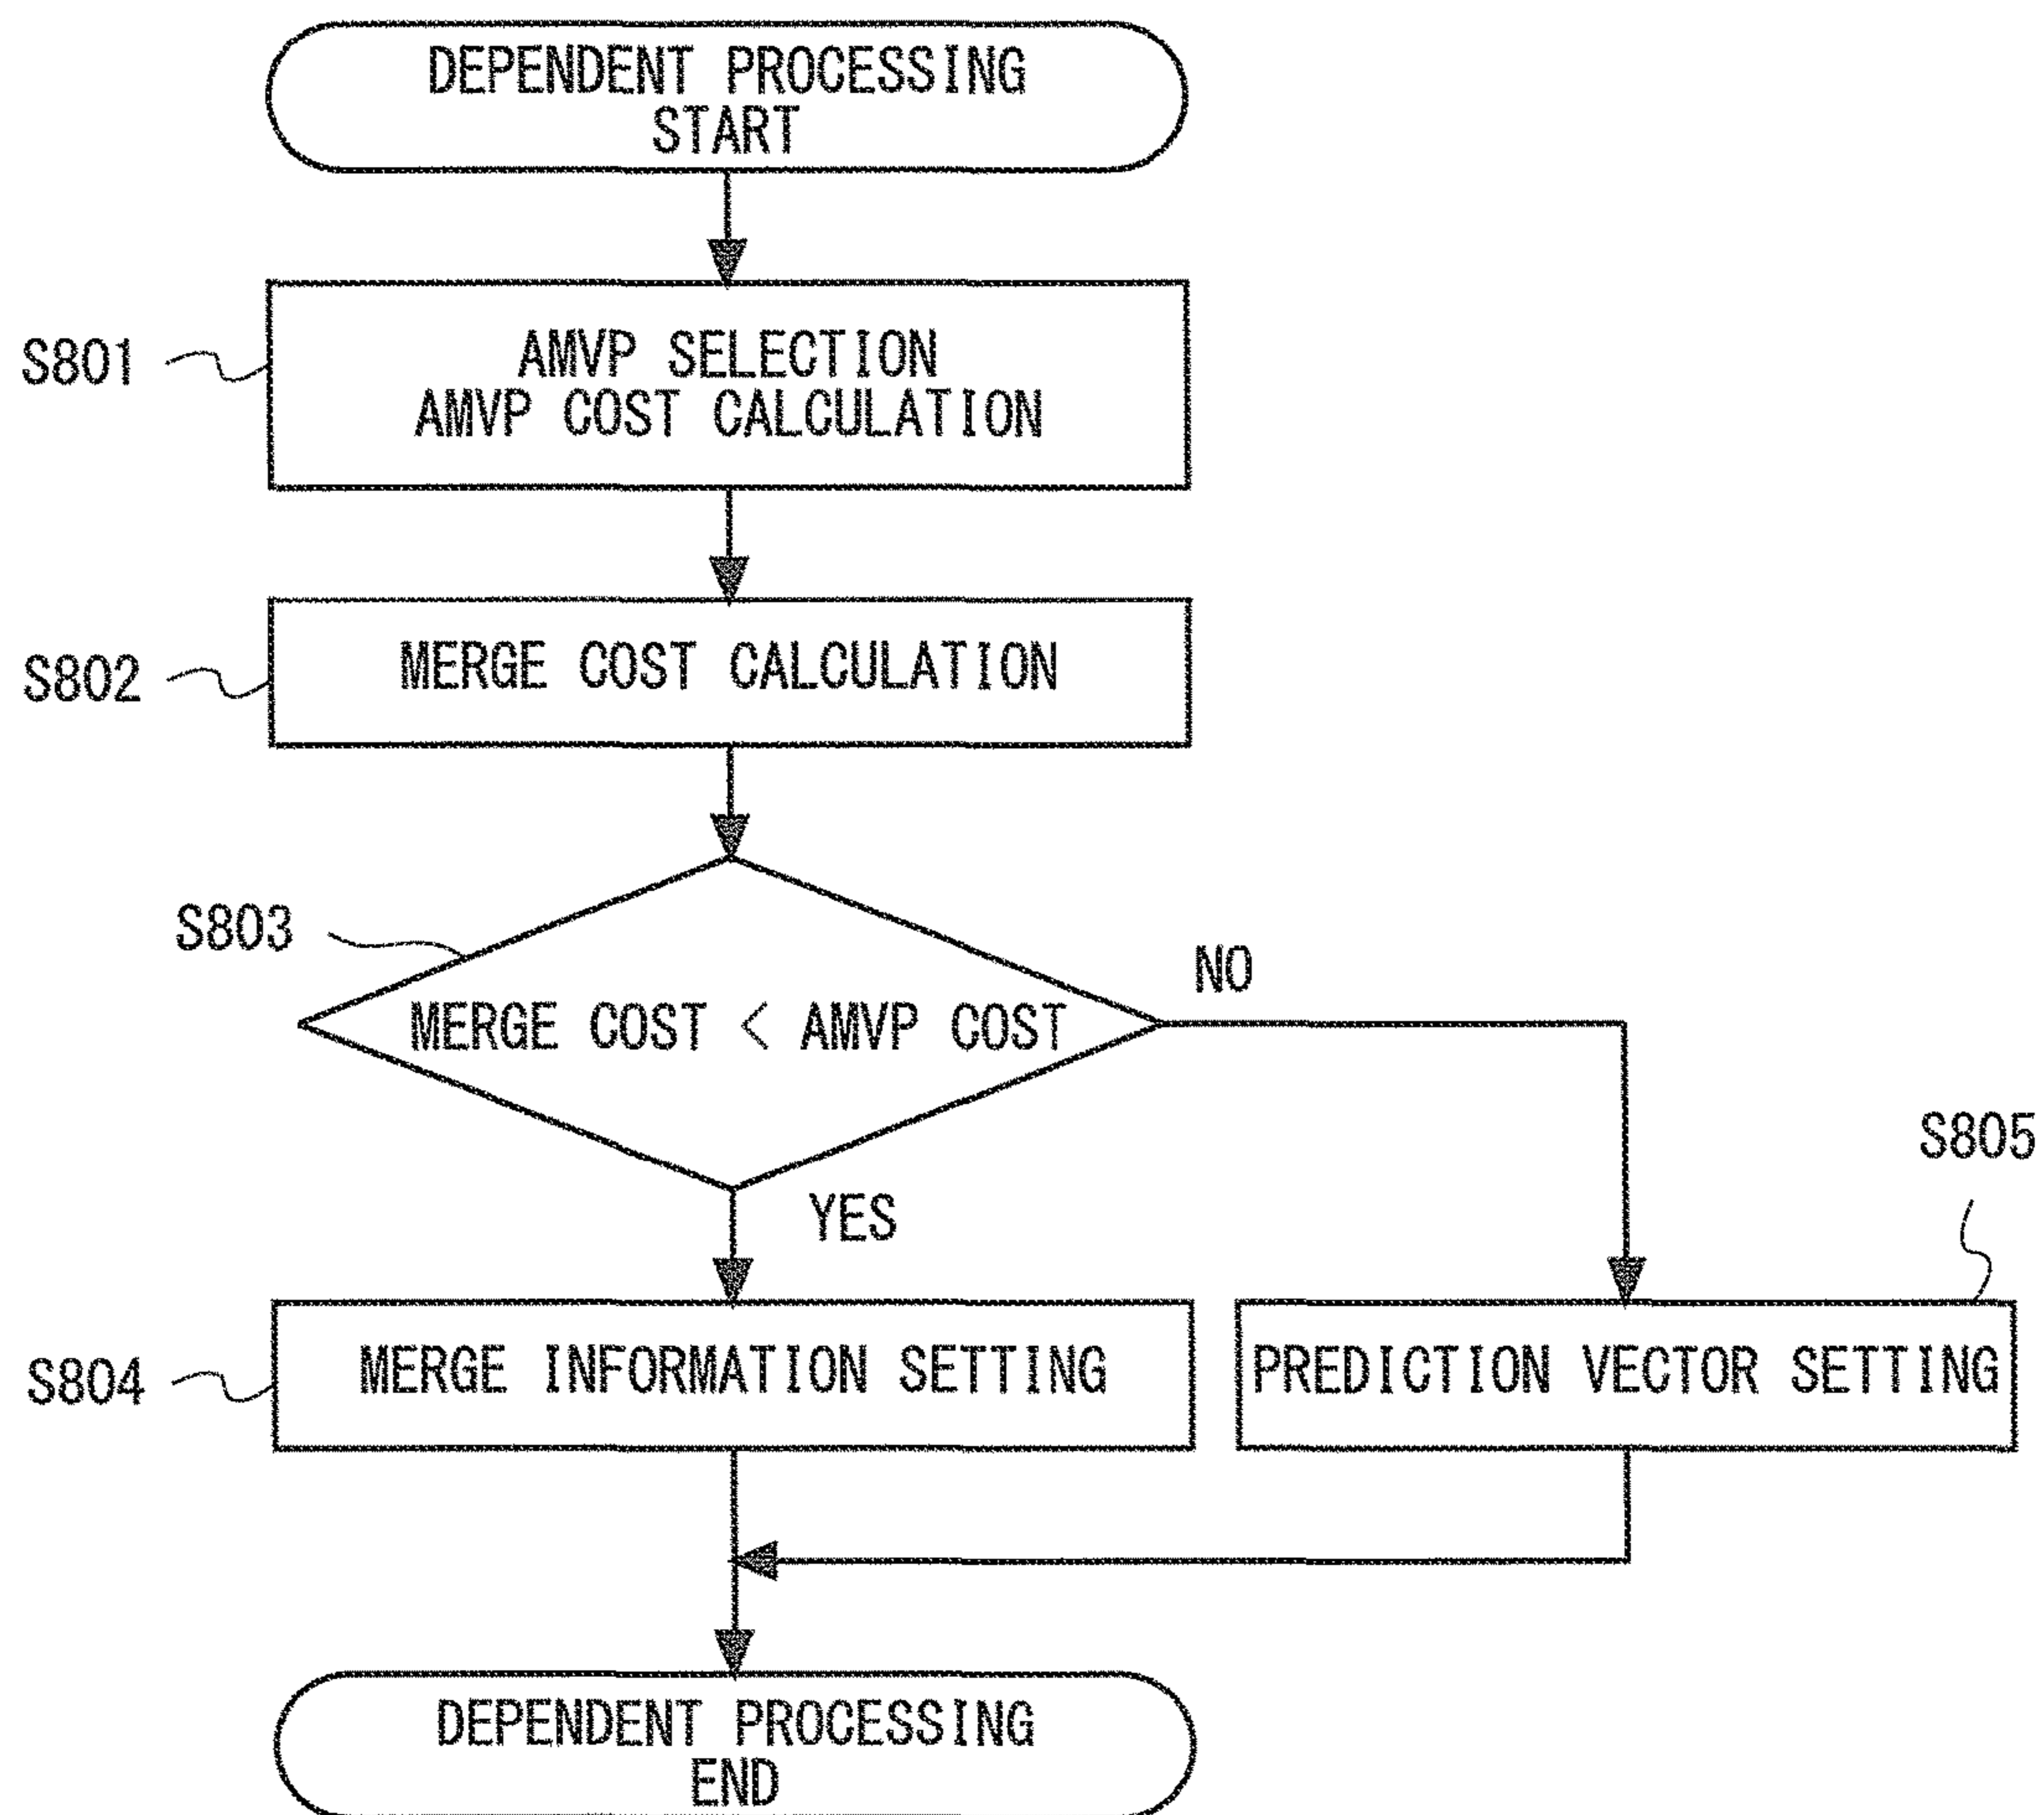 DEPENDENT PROCESSING
START
S801
AMVP SELECTION
AMVP COST CALCULATION
S802
MERGE COST CALCULATION
S803
MERGE COST < AMVP COST
NO
YES
S805
S804
MERGE INFORMATION SETTING
PREDICTION VECTOR SETTING
DEPENDENT PROCESSING
END